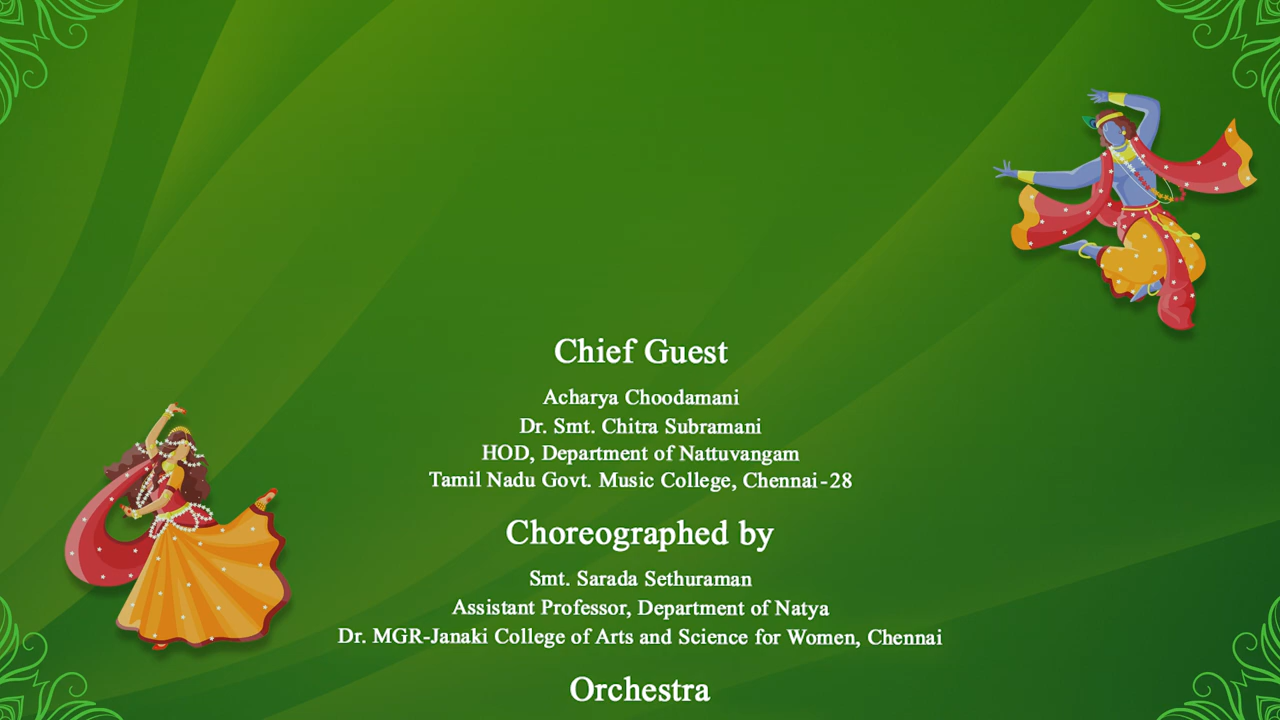 Chief Guest
Acharya Choodamani
Dr. Smt. Chitra Subramani
HOD, Department of Nattuvangam
Tamil Nadu Govt. Music College, Chennai-28
Choreographed by
Smt. Sarada Sethuraman
Assistant Professor, Department of Natya
Dr. MGR-Janaki College of Arts and Science for Women, Chennai
Orchestra